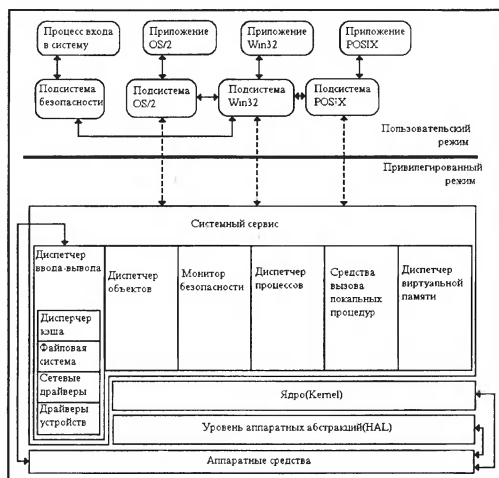 Процесс входа
в систему
Приложение
OS/2
Приложение
Win32
Приложение
POSIX
Подсистема
безопасности
Подсистема
OS/2
Подсистема
Win32
Подсистема
POSIX
Пользовательский
режим
Привилегированный
режим
Системный сервис
Диспетчер
ввода-вывода
Диспетчер
объектов
Монитор
безопасности
Диспетчер
процессов
Средства
вызова
локальных
процедур
Диспетчер
виртуальной
памяти
Дисперчер
кэша
Файловая
система
Сетевые
драйверы
Драйверы
устройств
Ядро(Kernel)
Уровень аппаратных абстракций(HAL)
Аппаратные средства